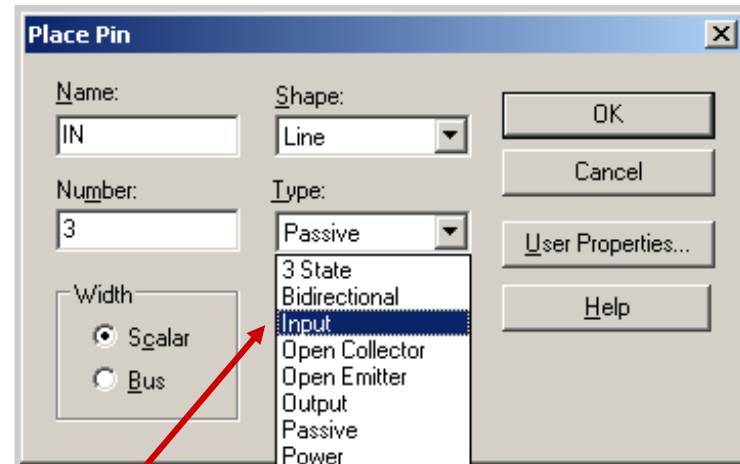 Place Pin
Name:
IN
Shape:
Line
OK
Cancel
Number:
3
Type:
Passive
User Properties...
Help
Width
Scalar
Bus
3 State
Bidirectional
Input
Open Collector
Open Emitter
Output
Passive
Power